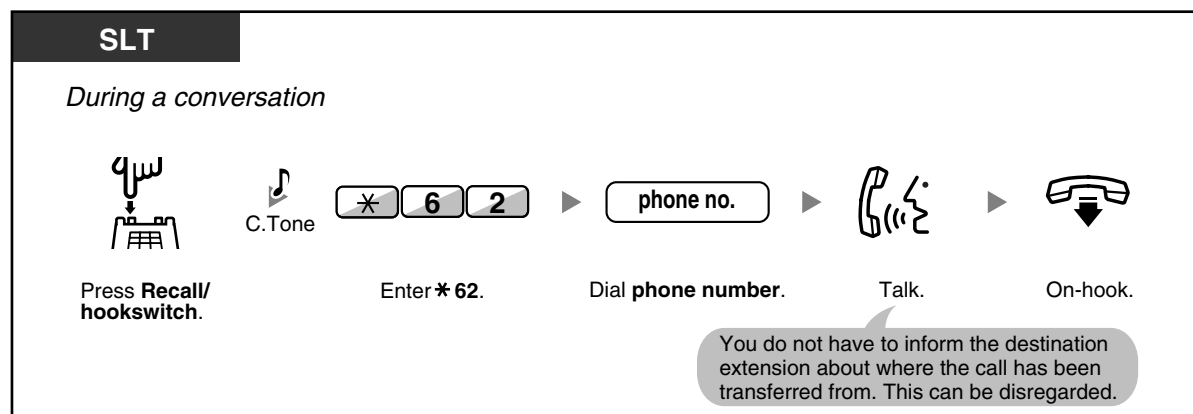 SLT
During a conversation
C.Tone
* 6 2
phone no.
Press Recall/
hookswitch.
Enter * 62.
Dial phone number.
Talk.
On-hook.
You do not have to inform the destination
extension about where the call has been
transferred from. This can be disregarded.